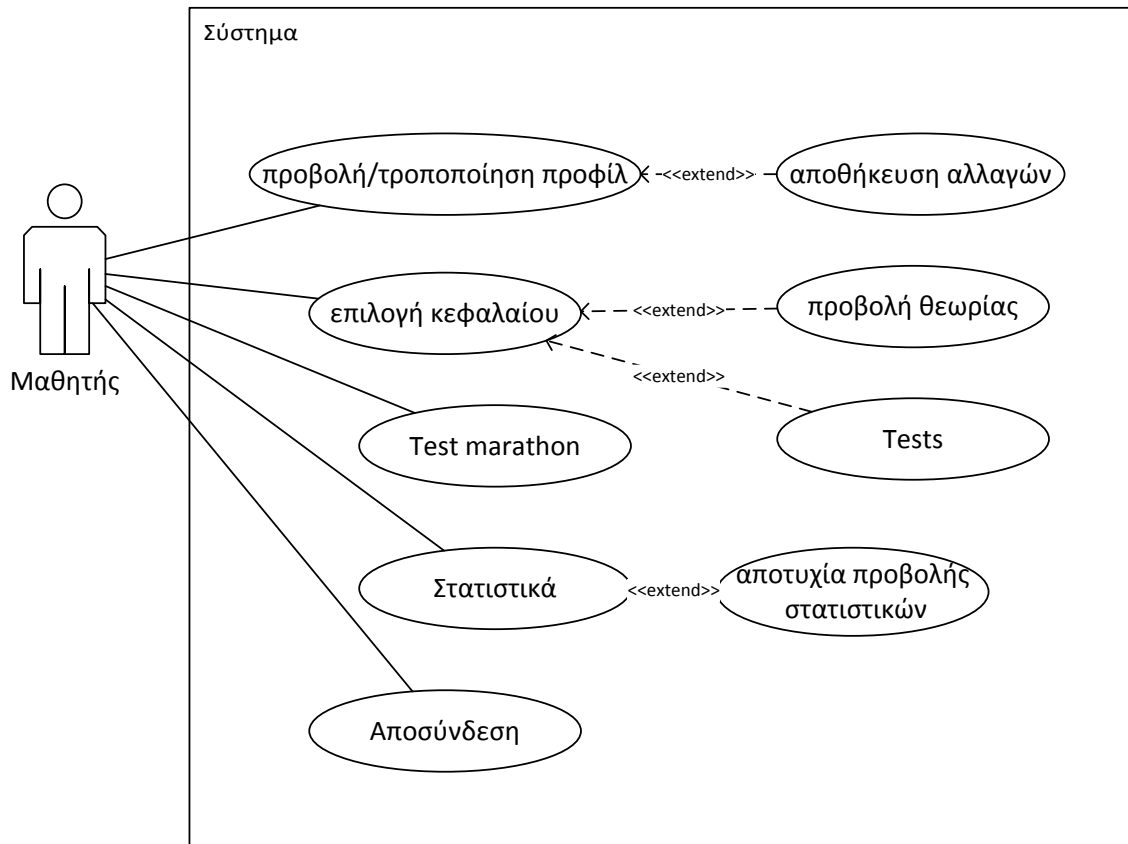 Σύστημα
προβολή/τροποποίηση προφίλ
<<extend>>
αποθήκευση αλλαγών
επιλογή κεφαλαίου
<<extend>>
προβολή θεωρίας
Μαθητής
<<extend>>
Test marathon
Tests
Στατιστικά
<<extend>>
αποτυχία προβολής
στατιστικών
Αποσύνδεση